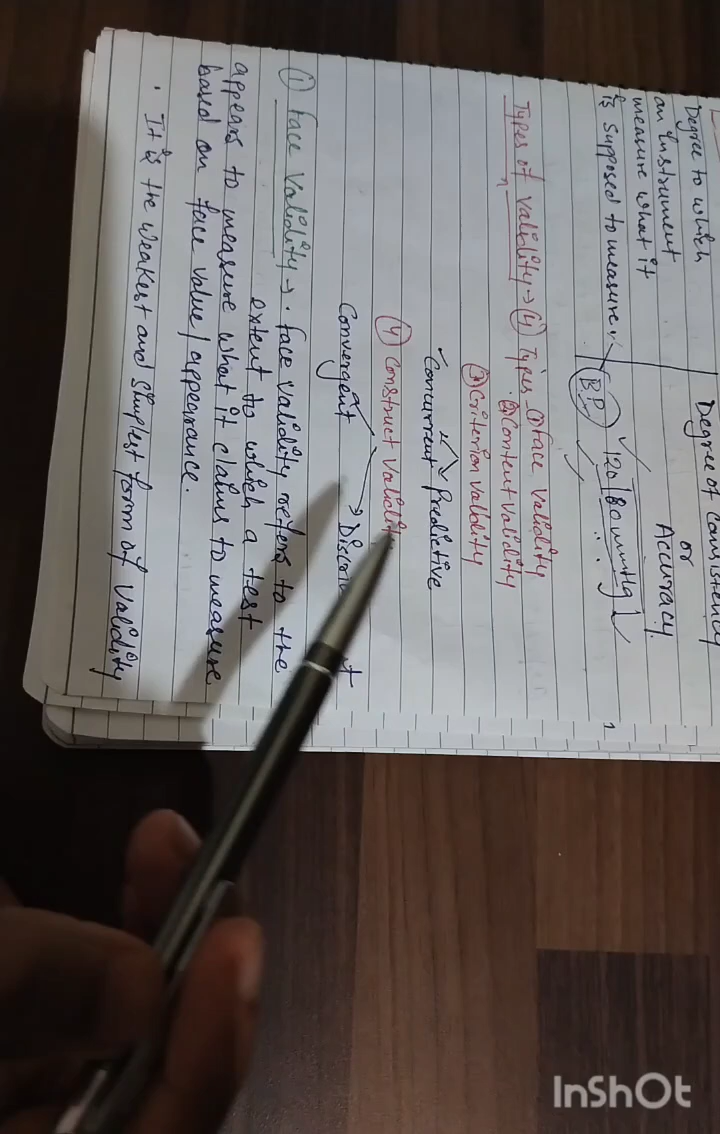 Degree to which
an Instrument
measure what it
is supposed to measure
Degree of consistency
or
Accuracy
B.P. 120/80 mmHg
Types of validity → (4) Types ① Face Validity
② Content Validity
③ Criterion Validity
Concurrent Predictive
(4) Construct Validity
Convergent
① Face Validity → . Face Validity refers to the
extent to which a test
appears to measure what it claims to measure
based on face value / appearance.
. It is the weakest and simplest form of Validity
InShOt